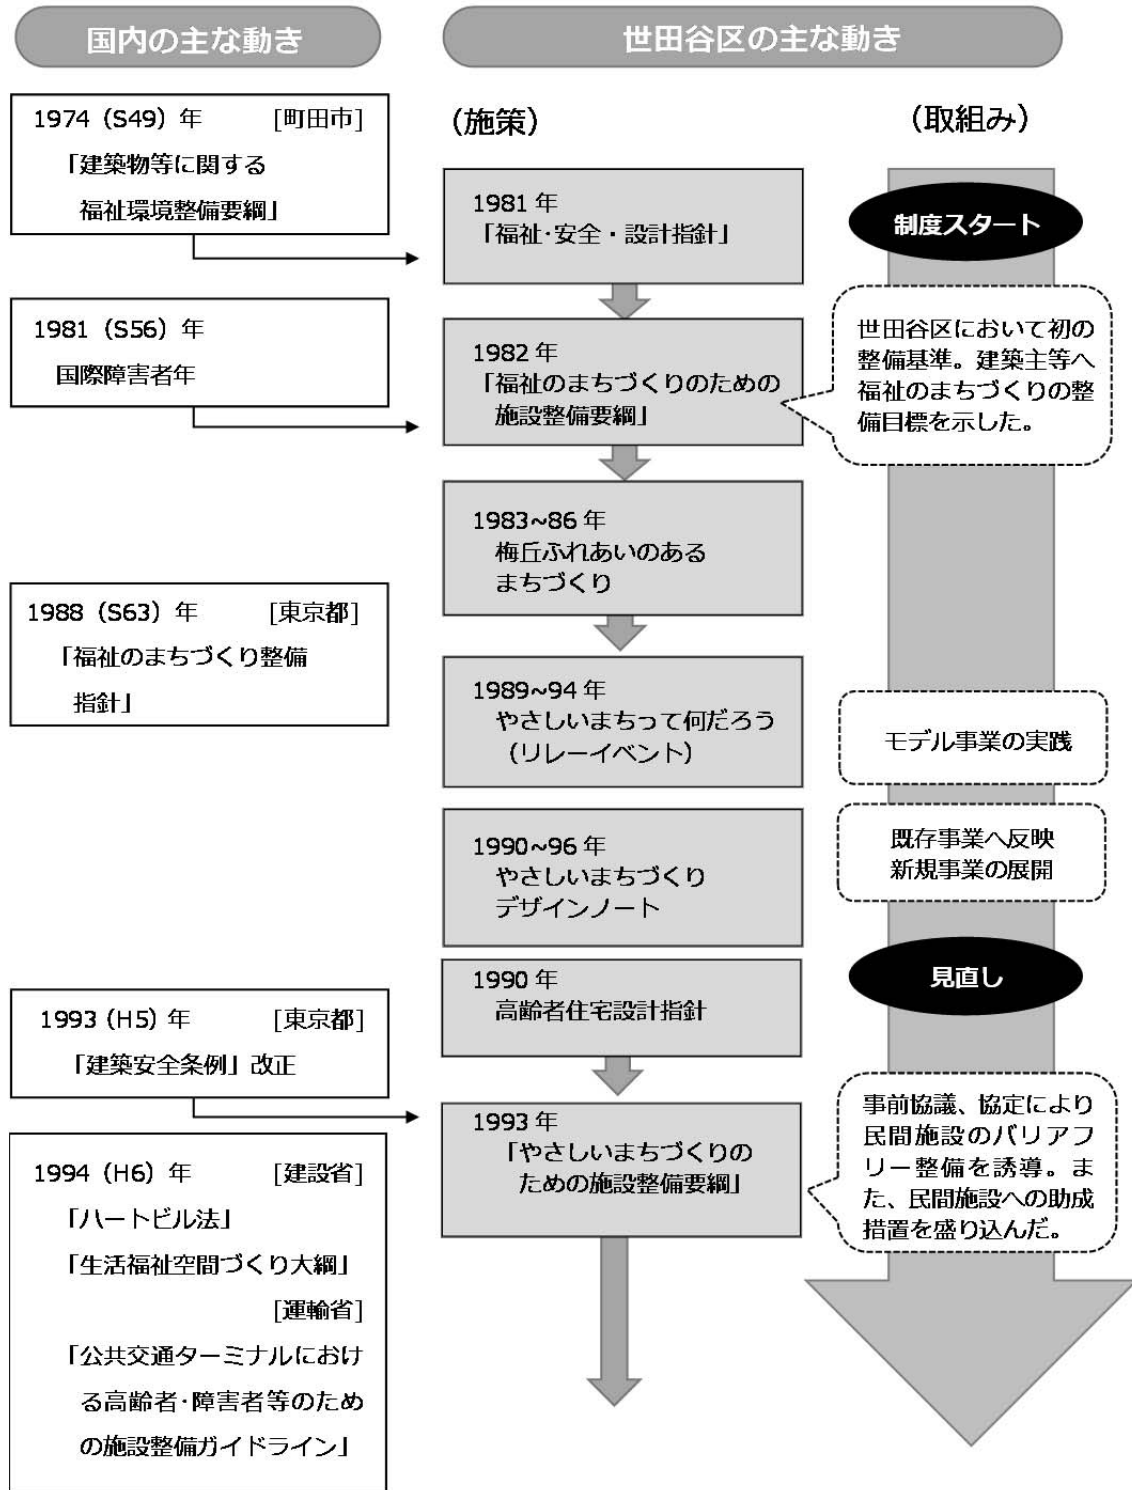 国内の主な動き
1974（S49）年　[町田市]
「建築物等に関する
福祉環境整備要綱」
1981（S56）年
国際障害者年
1988（S63）年　[東京都]
「福祉のまちづくり整備
指針」
1993（H5）年　[東京都]
「建築安全条例」改正
1994（H6）年　[建設省]
「ハートビル法」
「生活福祉空間づくり大綱」
[運輸省]
「公共交通ターミナルにおけ
る高齢者･障害者等のため
の施設整備ガイドライン」
世田谷区の主な動き
（施策）
1981 年
「福祉･安全・設計指針」
1982 年
「福祉のまちづくりのための
施設整備要綱」
1983~86 年
梅丘ふれあいのある
まちづくり
1989~94 年
やさしいまちって何だろう
（リレーイベント）
1990~96 年
やさしいまちづくり
デザインノート
1990 年
高齢者住宅設計指針
1993 年
「やさしいまちづくりの
ための施設整備要綱」
（取組み）
制度スタート
世田谷区において初の
整備基準。建築主等へ
福祉のまちづくりの整
備目標を示した。
モデル事業の実践
既存事業へ反映
新規事業の展開
見直し
事前協議、協定により
民間施設のバリアフ
リー整備を誘導。ま
た、民間施設への助成
措置を盛り込んだ。